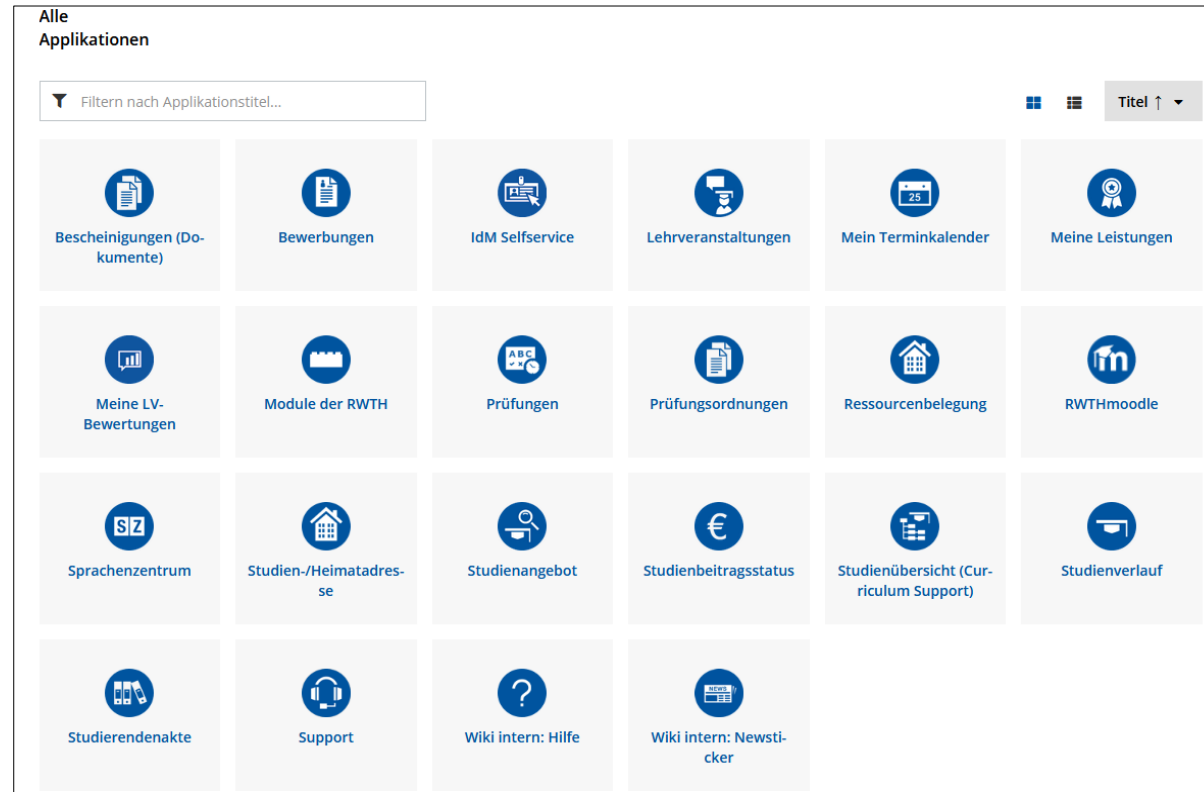 Alle
Applikationen
Filtern nach Applikationstitel...
Titel ↑
25
Bescheinigungen (Do-
kumente)
Bewerbungen
IdM Selfservice
Lehrveranstaltungen
Mein Terminkalender
Meine Leistungen
ABC
Meine LV-
Bewertungen
Module der RWTH
Prüfungen
Prüfungsordnungen
Ressourcenbelegung
RWTHmoodle
SZ
€
Sprachenzentrum
Studien-/Heimatadres-
se
Studienangebot
Studienbeitragsstatus
Studienübersicht (Cur-
riculum Support)
Studienverlauf
?
NEWS
Studierendenakte
Support
Wiki intern: Hilfe
Wiki intern: Newsti-
cker